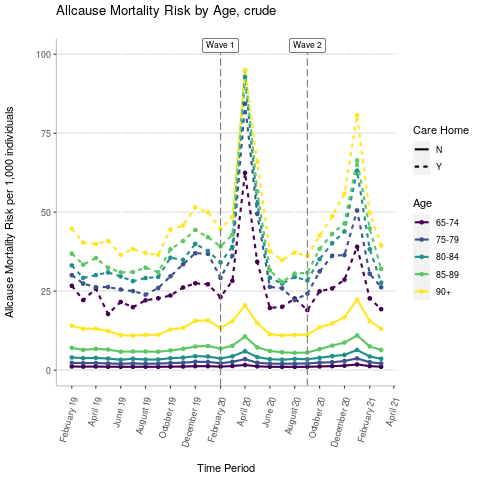 Allcause Mortality Risk by Age, crude
Wave 1
Wave 2
Allcause Mortality Risk per 1,000 individuals
100
75
50
25
0
February 19
April 19
June 19
August 19
October 19
December 19
February 20
April 20
June 20
August 20
October 20
December 20
February 21
April 21
Time Period
Care Home
N
Y
Age
65-74
75-79
80-84
85-89
90+